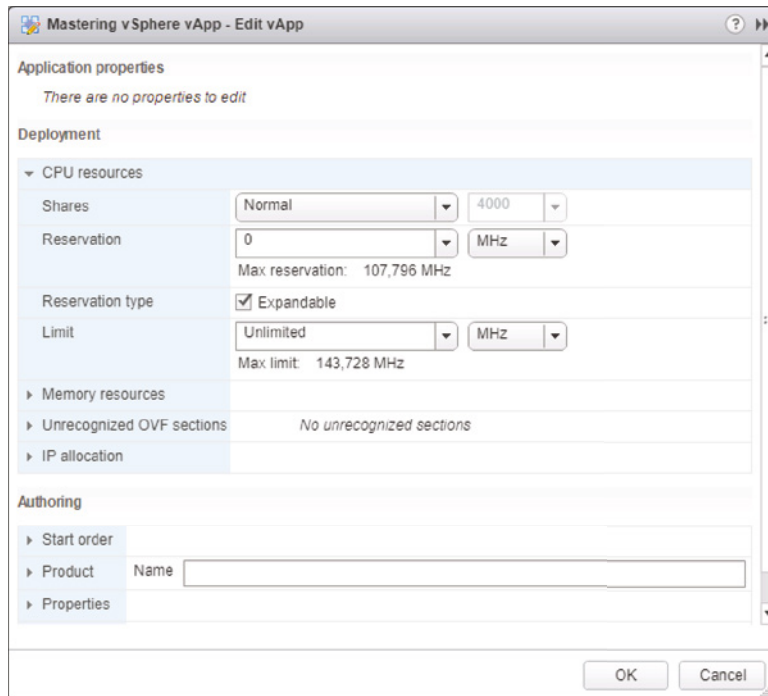 Mastering vSphere vApp - Edit vApp ?
Application properties
There are no properties to edit
Deployment
CPU resources
Shares Normal 4000
Reservation 0 MHz
Max reservation: 107,796 MHz
Reservation type Expandable
Limit Unlimited MHz
Max limit: 143,728 MHz
Memory resources
Unrecognized OVF sections No unrecognized sections
IP allocation
Authoring
Start order
Product Name
Properties
OK Cancel